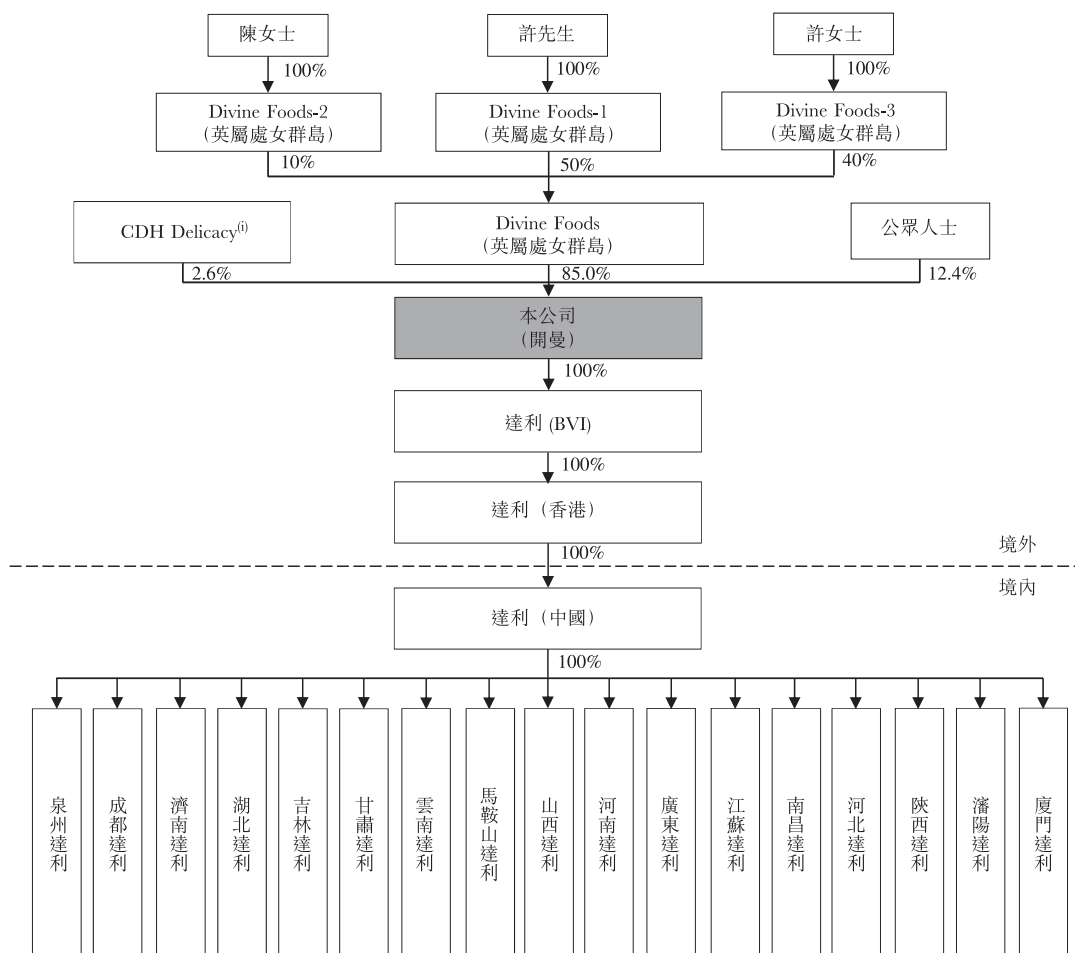 陳女士
許先生
許女士
100%
100%
100%
Divine Foods-2
(英屬處女群島)
Divine Foods-1
(英屬處女群島)
Divine Foods-3
(英屬處女群島)
10%
50%
40%
CDH Delicacy(i)
Divine Foods
(英屬處女群島)
公眾人士
2.6%
85.0%
12.4%
本公司
(開曼)
100%
達利 (BVI)
100%
達利（香港）
100%
境外
境內
達利（中國）
100%
泉州達利
成都達利
濟南達利
湖北達利
吉林達利
甘肅達利
雲南達利
馬鞍山達利
山西達利
河南達利
廣東達利
江蘇達利
南昌達利
河北達利
陝西達利
瀋陽達利
廈門達利